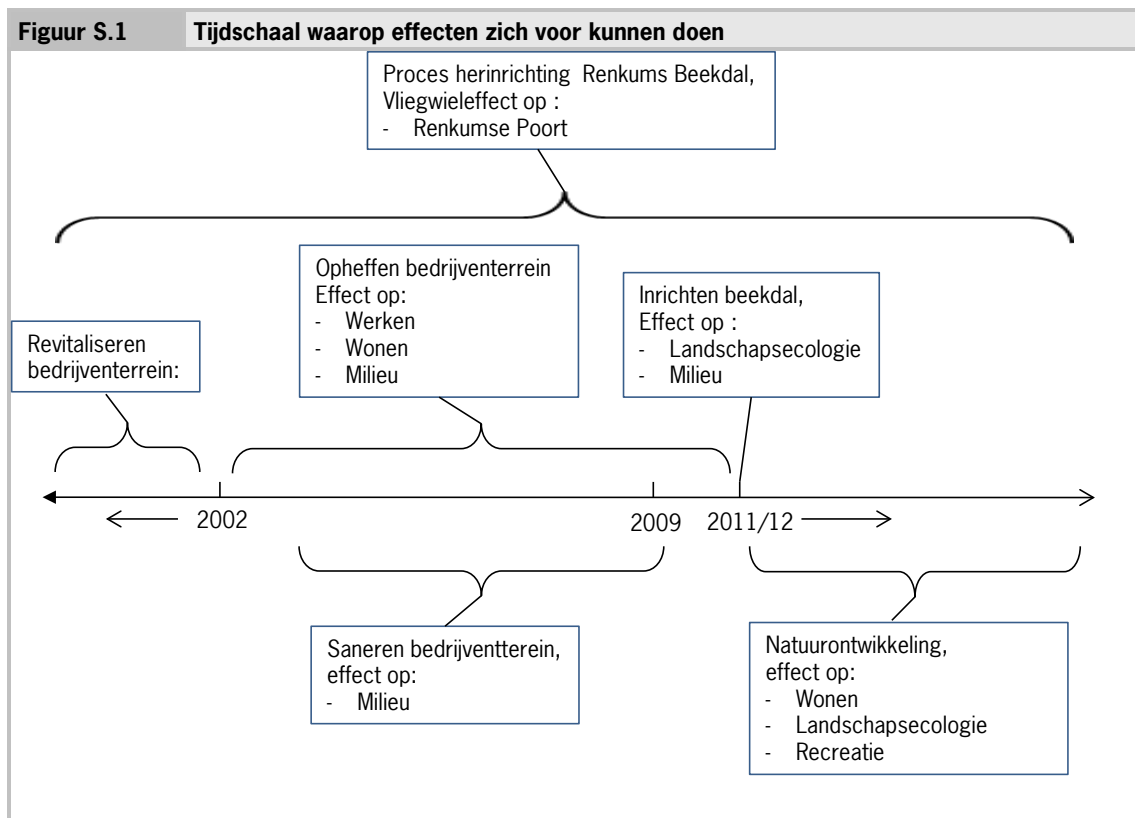 Figuur S.1 Tijdschaal waarop effecten zich voor kunnen doen
Proces herinrichting Renkums Beekdal,
Vliegwieleffect op :
- Renkumse Poort
Opheffen bedrijventerrein
Effect op:
- Werken
- Wonen
- Milieu
Inrichten beekdal,
Effect op :
- Landschapsecologie
- Milieu
Revitaliseren
bedrijventerrein:
2002
2009
2011/12
Saneren bedrijventterein,
effect op:
- Milieu
Natuurontwikkeling,
effect op:
- Wonen
- Landschapsecologie
- Recreatie